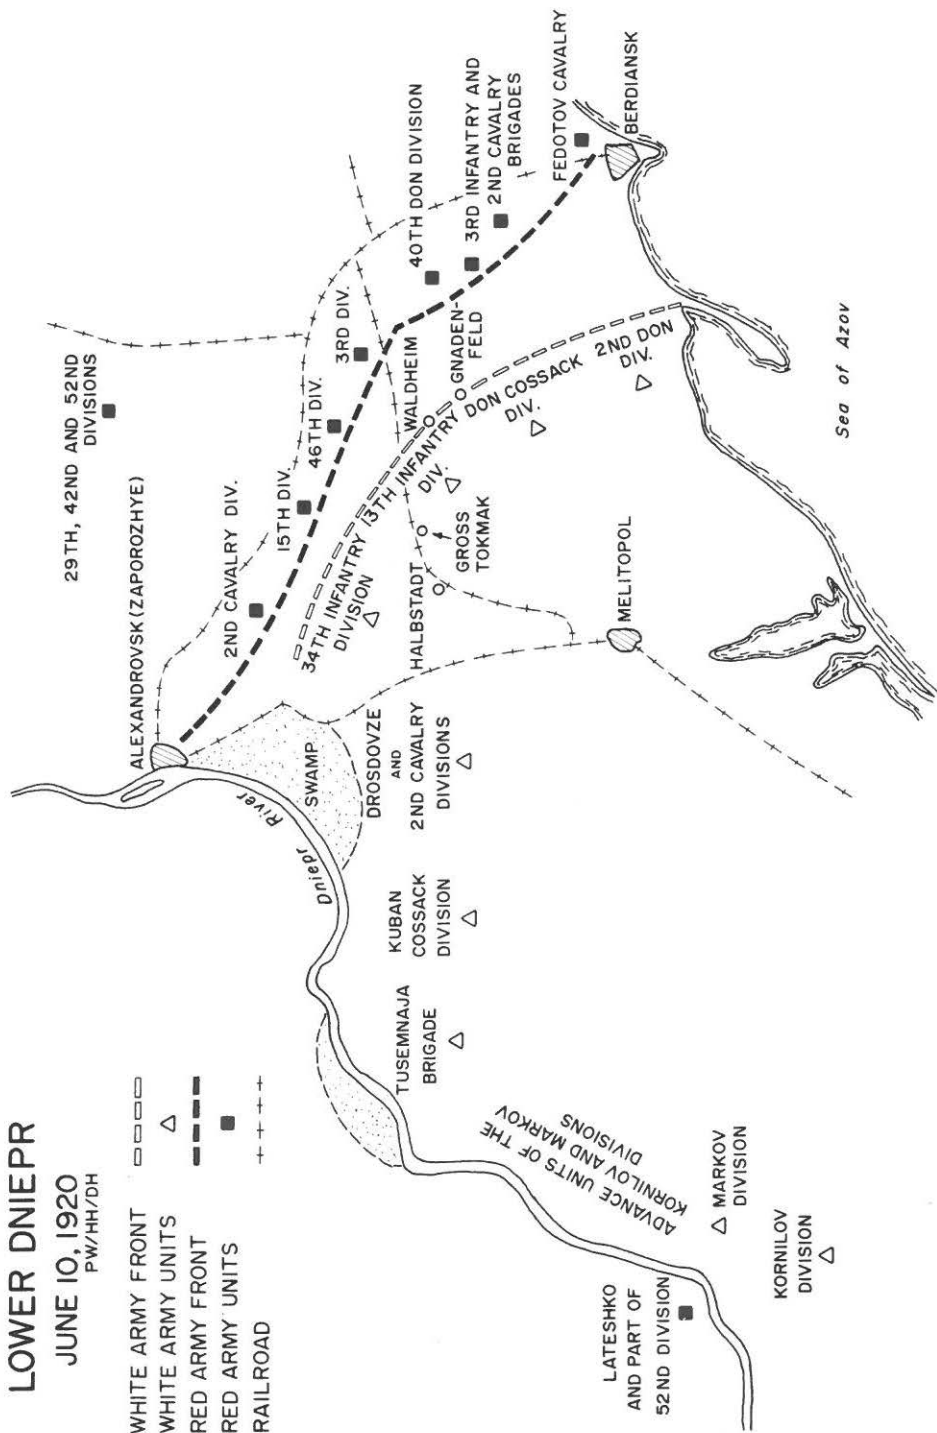 LOWER DNIEPR
JUNE 10, 1920
PW/HH/DH
WHITE ARMY FRONT
WHITE ARMY UNITS
RED ARMY FRONT
RED ARMY UNITS
RAILROAD
29TH, 42ND AND 52ND
DIVISIONS
ALEXANDROVSK (ZAPOROZHYE)
2ND CAVALRY DIV.
15TH DIV.
46TH DIV.
3RD DIV.
40TH DON DIVISION
3RD INFANTRY AND
2ND CAVALRY
BRIGADES
FEDOTOV CAVALRY
BERDIANSK
WALDHEIM
GNADEN-
FELD
34TH INFANTRY
DIVISION
13TH INFANTRY
DIV.
DON COSSACK
DIV.
2ND DON
DIV.
HALBSTADT
GROSS
TOKMAK
MELITOPOL
Sea of Azov
River
Dniepr
SWAMP
DROSDOVZE
AND
2ND CAVALRY
DIVISIONS
KUBAN
COSSACK
DIVISION
TUSEMNAJA
BRIGADE
ADVANCE UNITS OF THE
KORNILOV AND MARKOV
DIVISIONS
MARKOV
DIVISION
KORNILOV
DIVISION
LATESHKO
AND PART OF
52ND DIVISION